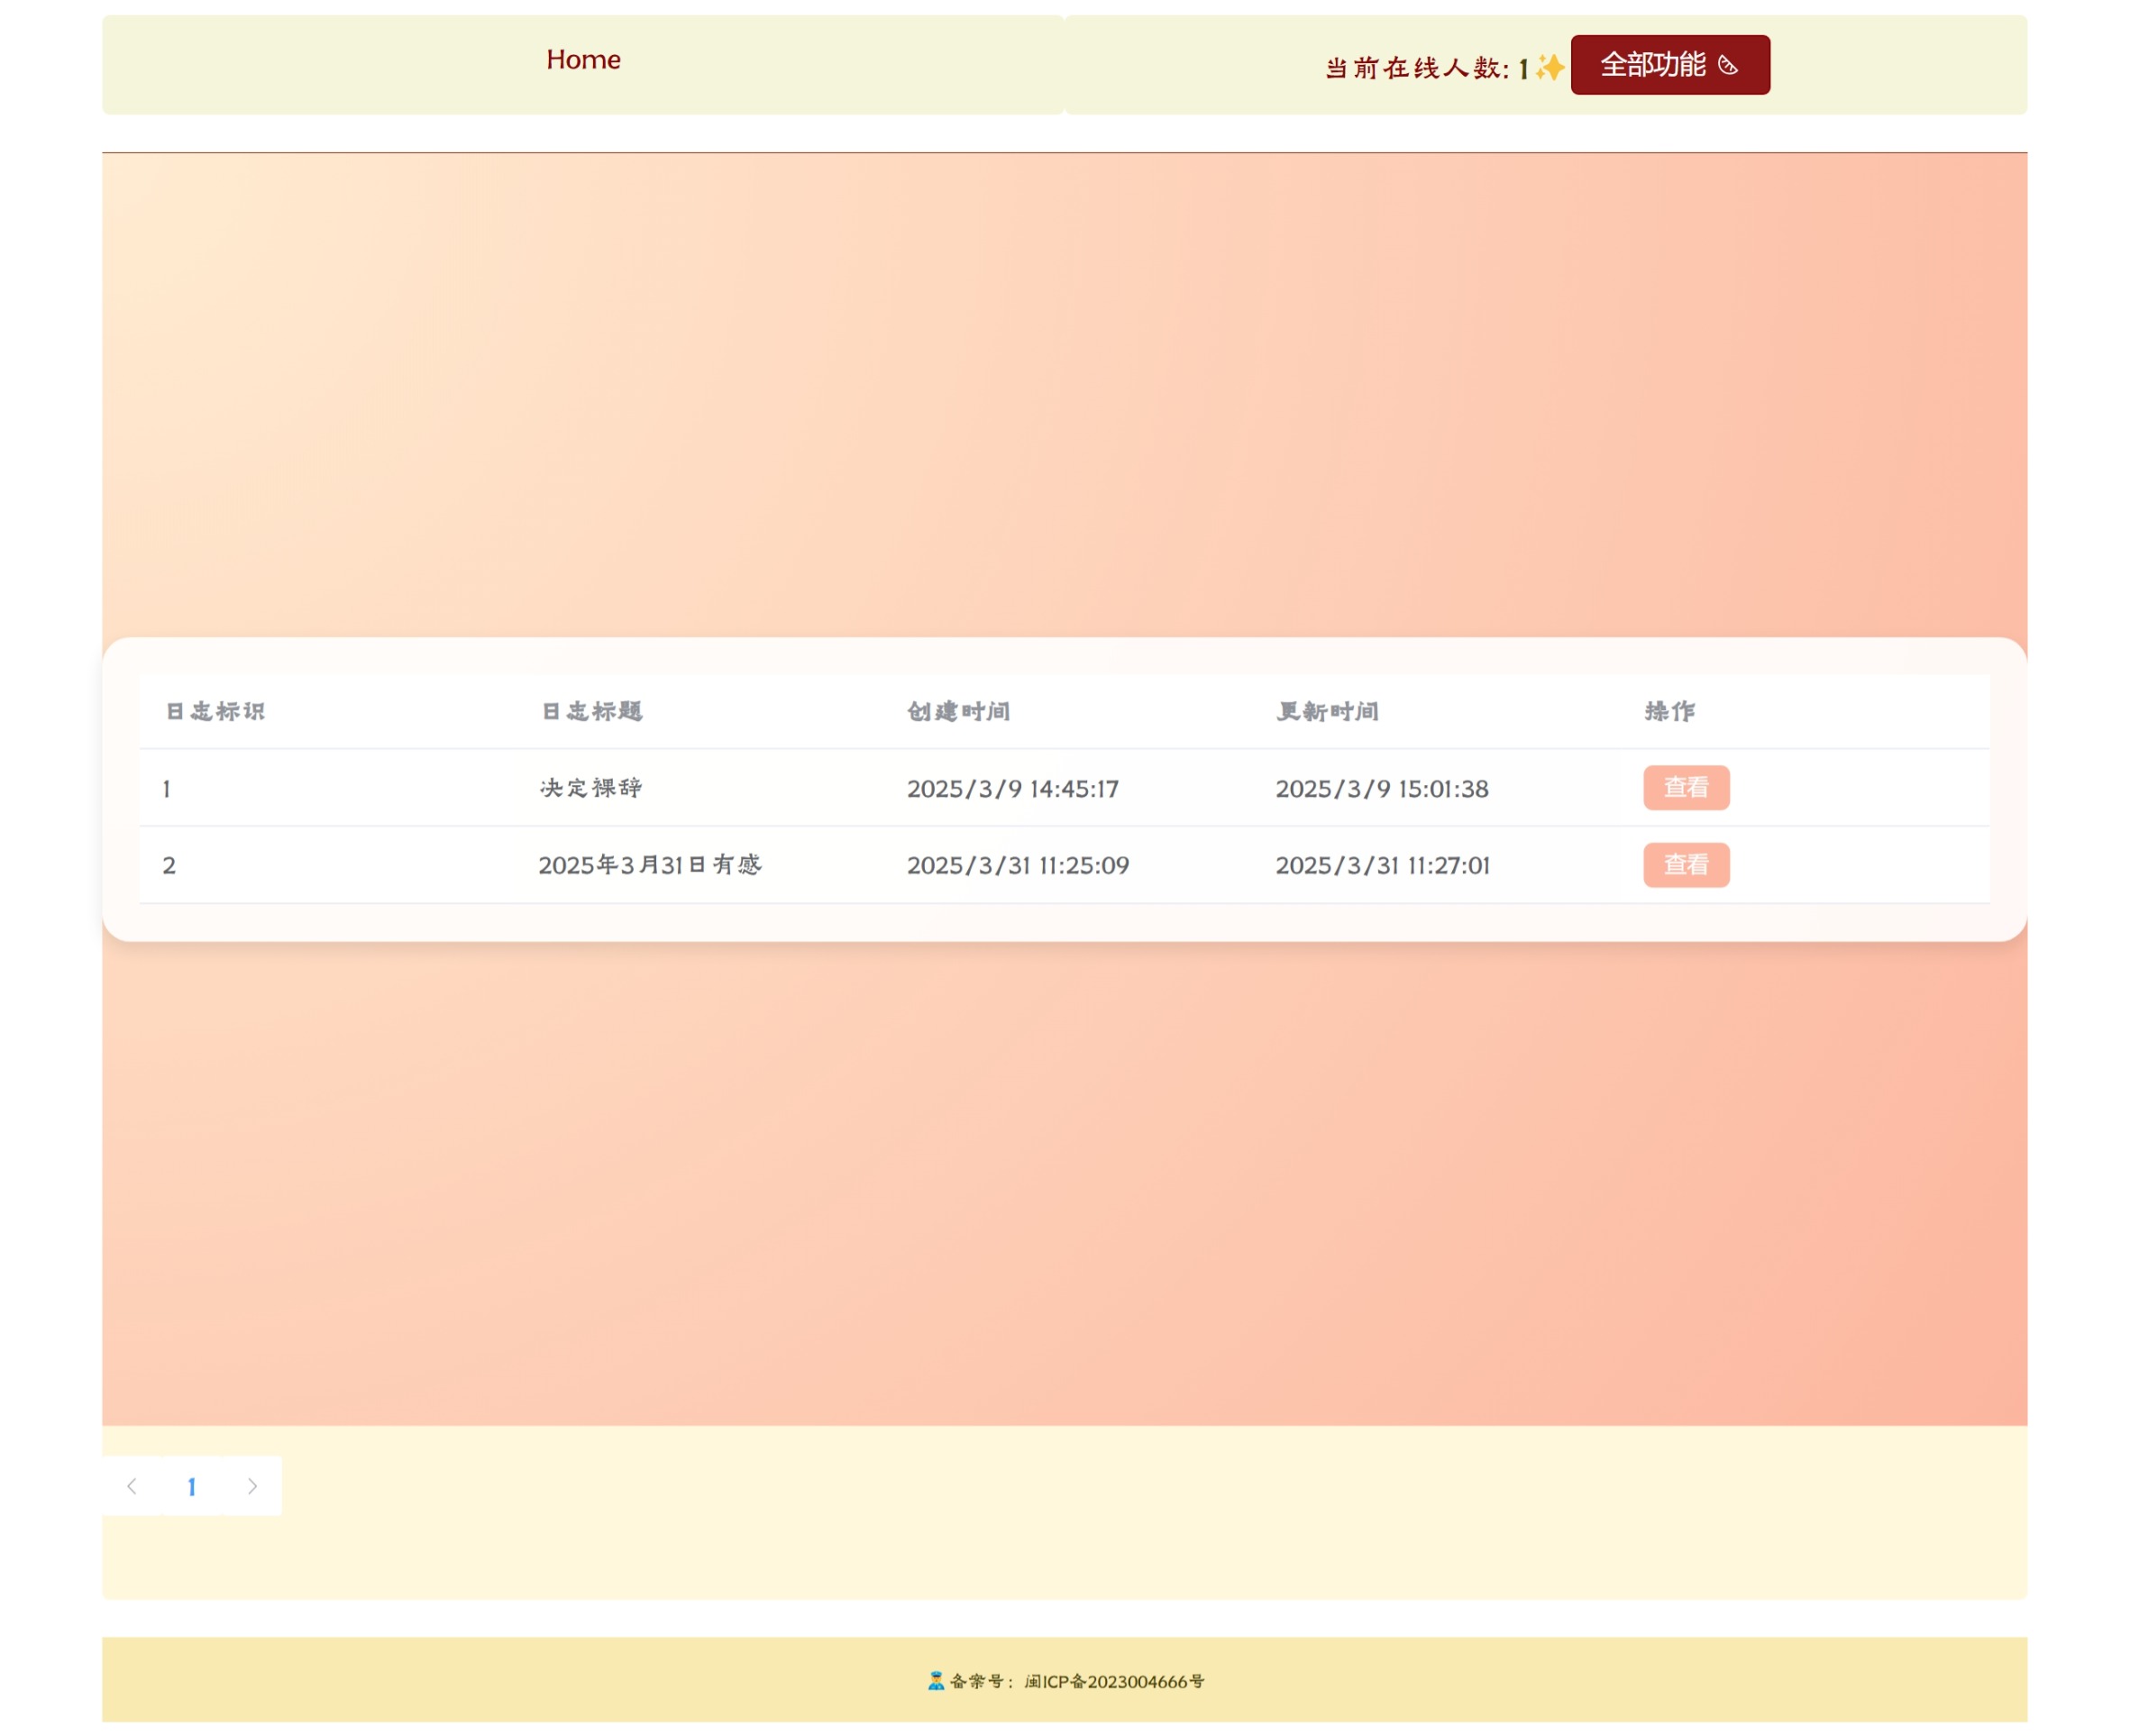 Home
当前在线人数: 1✨ 全部功能
日志标识 日志标题 创建时间 更新时间 操作
1 决定裸辞 2025/3/9 14:45:17 2025/3/9 15:01:38 查看
2 2025年3月31日有感 2025/3/31 11:25:09 2025/3/31 11:27:01 查看
1
备案号：闽ICP备2023004666号